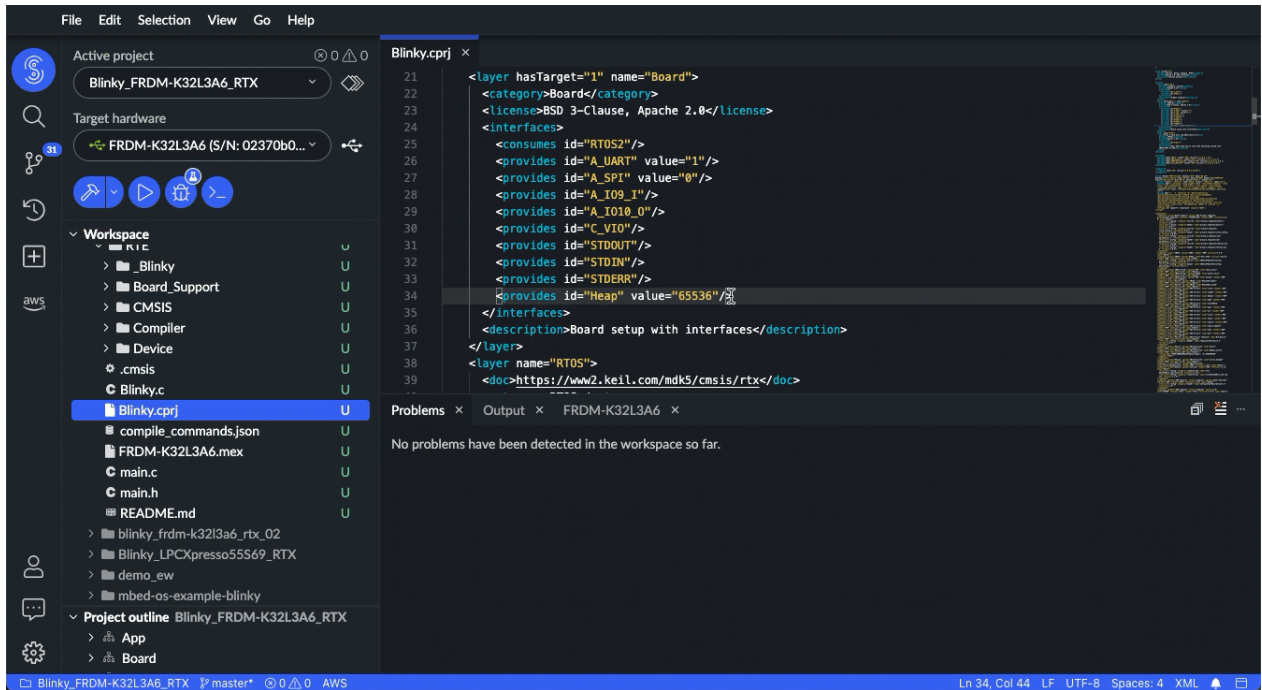 File Edit Selection View Go Help
Active project 0 0
Blinky_FRDM-K32L3A6_RTX
Target hardware
FRDM-K32L3A6 (S/N: 02370b0...
31
aws
Workspace
RTE
_Blinky U
Board_Support U
CMSIS U
Compiler U
Device U
.cmsis U
Blinky.c U
Blinky.cprj U
compile_commands.json U
FRDM-K32L3A6.mex U
main.c U
main.h U
README.md U
blinky_frdm-k32l3a6_rtx_02
Blinky_LPCXpresso55S69_RTX
demo_ew
mbed-os-example-blinky
Project outline Blinky_FRDM-K32L3A6_RTX
App
Board
Blinky.cprj ×
21 <layer hasTarget="1" name="Board">
22 <category>Board</category>
23 <license>BSD 3-Clause, Apache 2.0</license>
24 <interfaces>
25 <consumes id="RTOS2"/>
26 <provides id="A_UART" value="1"/>
27 <provides id="A_SPI" value="0"/>
28 <provides id="A_IO9_I"/>
29 <provides id="A_IO10_O"/>
30 <provides id="C_VIO"/>
31 <provides id="STDOUT"/>
32 <provides id="STDIN"/>
33 <provides id="STDERR"/>
34 <provides id="Heap" value="65536"/>
35 </interfaces>
36 <description>Board setup with interfaces</description>
37 </layer>
38 <layer name="RTOS">
39 <doc>https://www2.keil.com/mdk5/cmsis/rtx</doc>
Problems × Output × FRDM-K32L3A6 ×
No problems have been detected in the workspace so far.
Blinky_FRDM-K32L3A6_RTX master* 0 0 AWS Ln 34, Col 44 LF UTF-8 Spaces: 4 XML